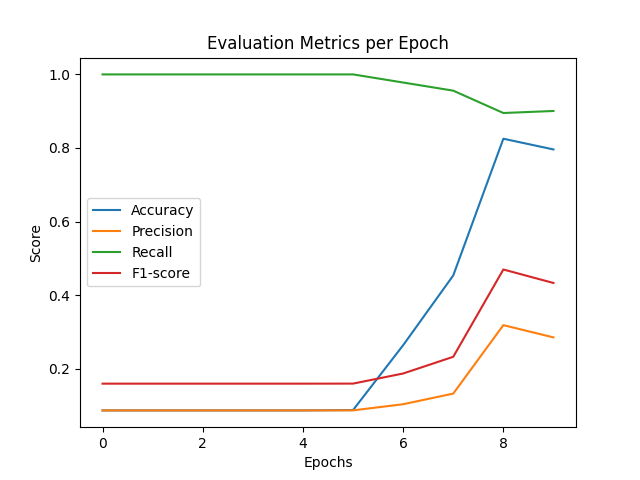 Evaluation Metrics per Epoch
1.0
0.8
0.6
0.4
0.2
Score
Accuracy
Precision
Recall
F1-score
0 2 4 6 8
Epochs